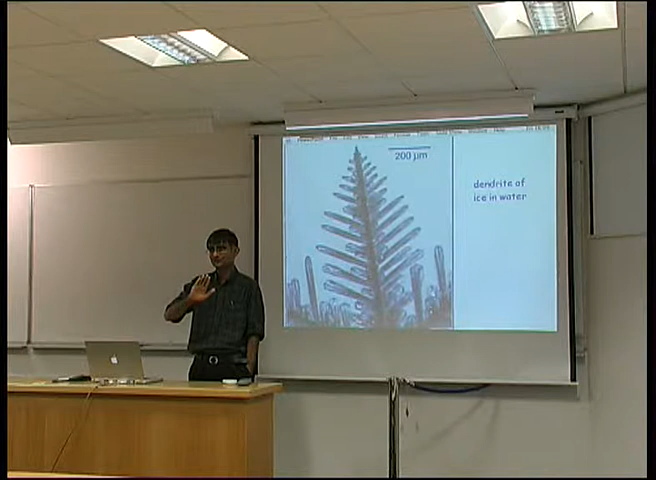 200 µm
dendrite of
ice in water